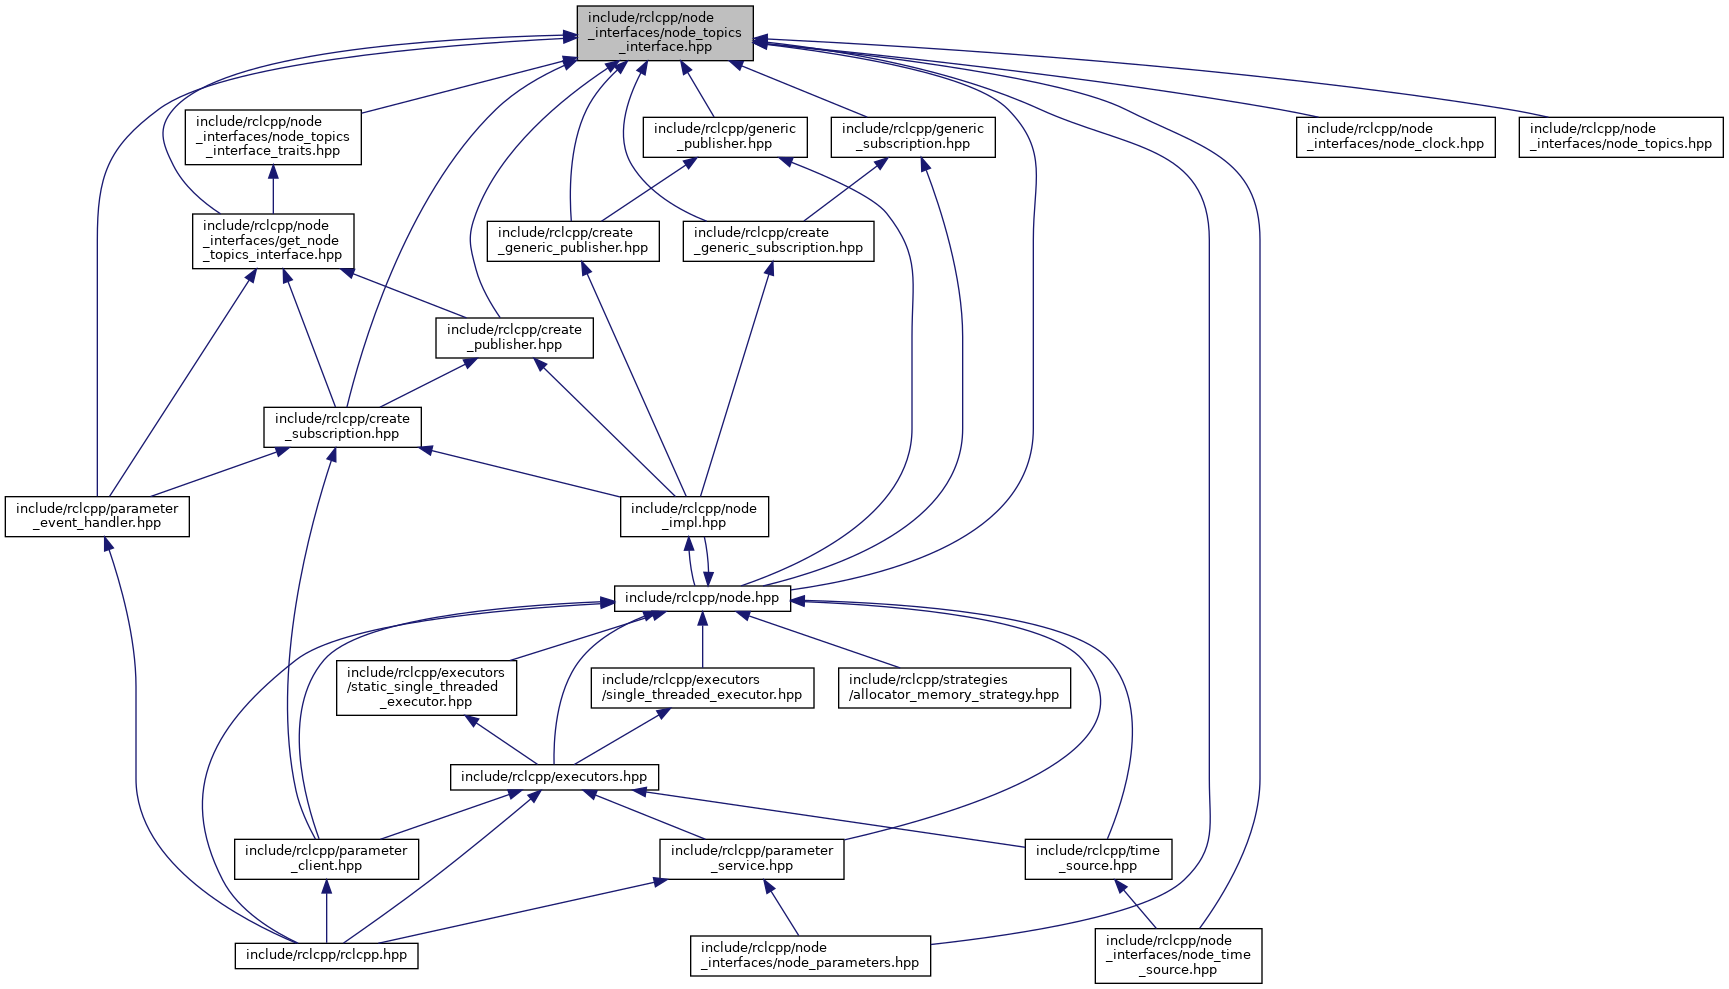 include/rclcpp/node
_interfaces/node_topics
_interface.hpp
include/rclcpp/node
_interfaces/node_topics
_interface_traits.hpp
include/rclcpp/generic
_publisher.hpp
include/rclcpp/generic
_subscription.hpp
include/rclcpp/node
_interfaces/node_clock.hpp
include/rclcpp/node
_interfaces/node_topics.hpp
include/rclcpp/node
_interfaces/get_node
_topics_interface.hpp
include/rclcpp/create
_generic_publisher.hpp
include/rclcpp/create
_generic_subscription.hpp
include/rclcpp/create
_publisher.hpp
include/rclcpp/create
_subscription.hpp
include/rclcpp/parameter
_event_handler.hpp
include/rclcpp/node
_impl.hpp
include/rclcpp/node.hpp
include/rclcpp/executors
/static_single_threaded
_executor.hpp
include/rclcpp/executors
/single_threaded_executor.hpp
include/rclcpp/strategies
/allocator_memory_strategy.hpp
include/rclcpp/executors.hpp
include/rclcpp/parameter
_client.hpp
include/rclcpp/parameter
_service.hpp
include/rclcpp/time
_source.hpp
include/rclcpp/rclcpp.hpp
include/rclcpp/node
_interfaces/node_parameters.hpp
include/rclcpp/node
_interfaces/node_time
_source.hpp